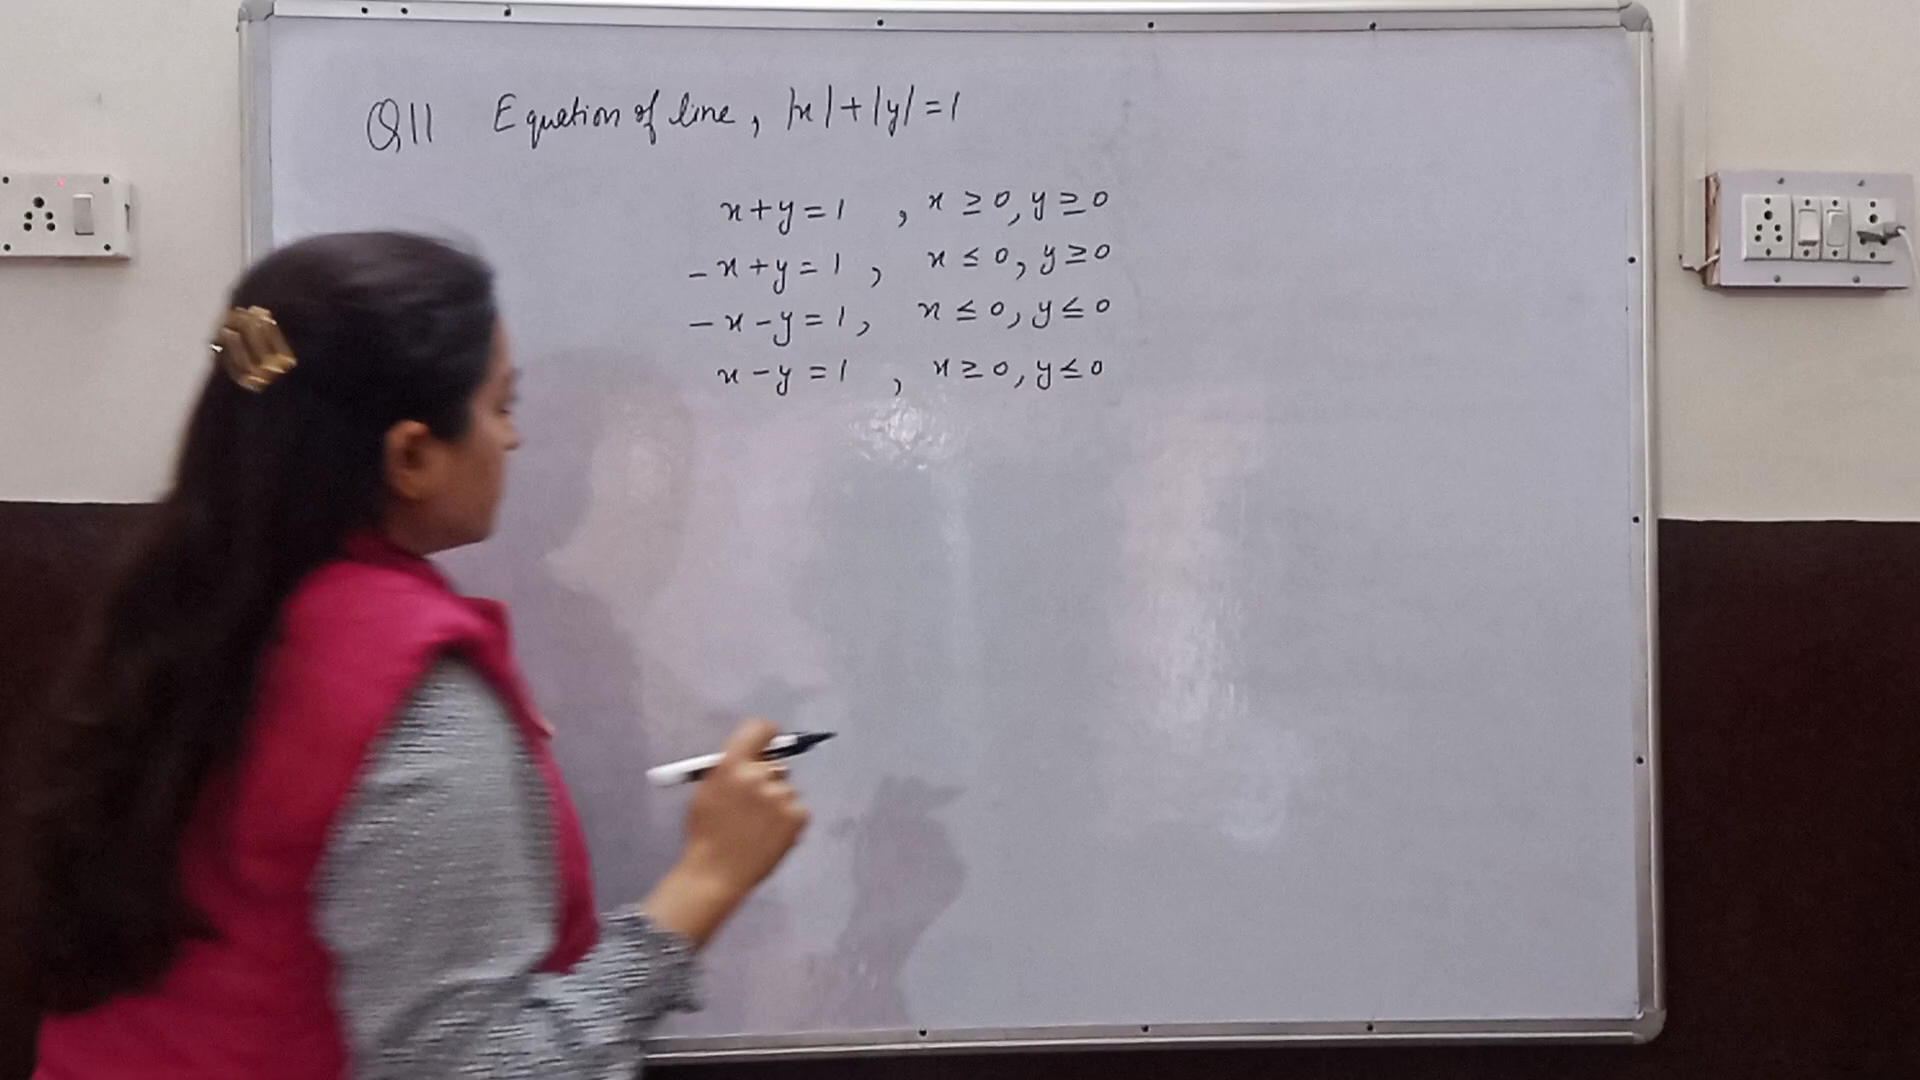 Q11 Equation of line, |x|+|y|=1
x+y=1 , x≥0, y≥0
-x+y=1, x≤0, y≥0
-x-y=1, x≤0, y≤0
x-y=1 , x≥0, y≤0